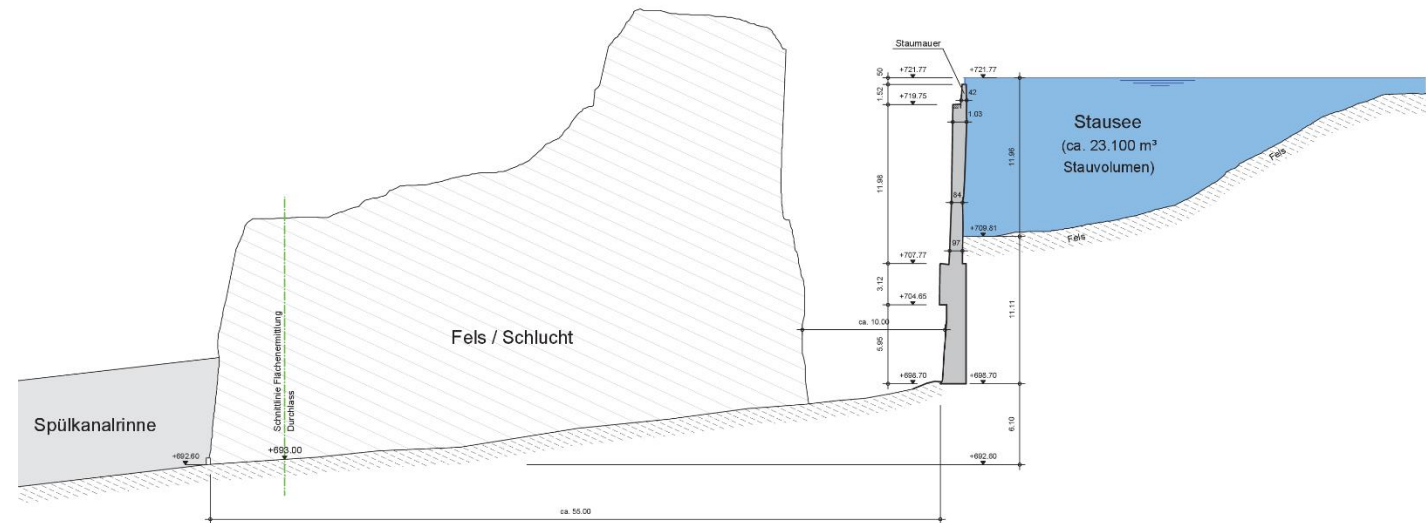 Staumauer
+721.77
+721.77
50
1.52
42
+719.75
1.03
Stausee
(ca. 23.100 m³
Stauvolumen)
Fels
11.96
11.98
84
+709.81
Fels
97
+707.77
3.12
+704.65
11.11
Fels / Schlucht
ca. 10.00
5.95
Schnittlinie Flächenermittlung
Durchlass
+698.70
+698.70
Spülkanalrinne
6.10
+692.60
+693.00
+692.60
ca. 55.00